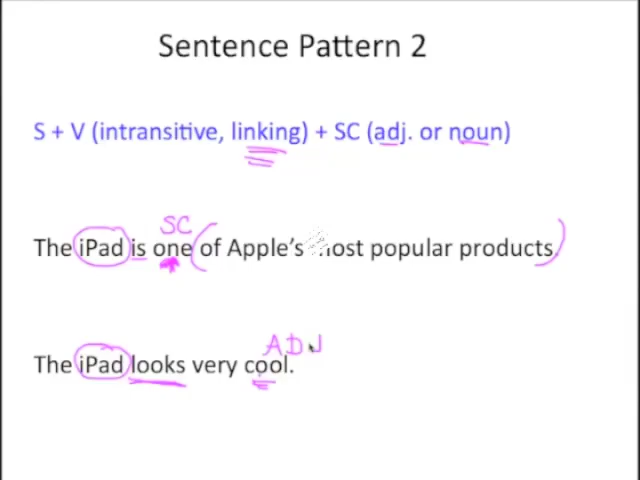 Sentence Pattern 2
S + V (intransitive, linking) + SC (adj. or noun)
SC
The iPad is one (of Apple's most popular products.)
ADJ
The iPad looks very cool.